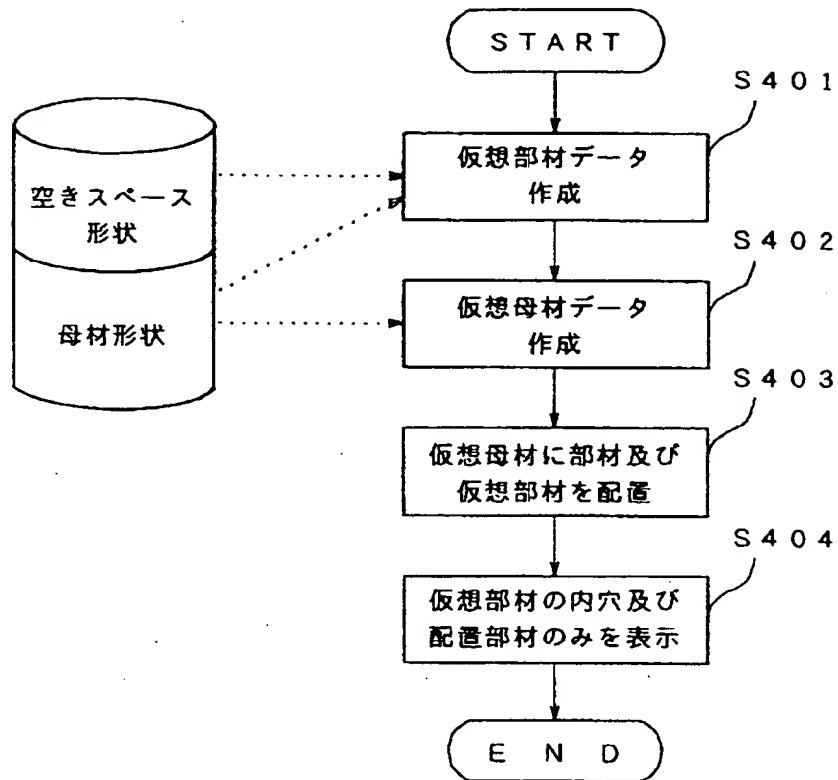 START
S401
仮想部材データ
作成
空きスペース
形状
母材形状
S402
仮想母材データ
作成
S403
仮想母材に部材及び
仮想部材を配置
S404
仮想部材の内穴及び
配置部材のみを表示
END